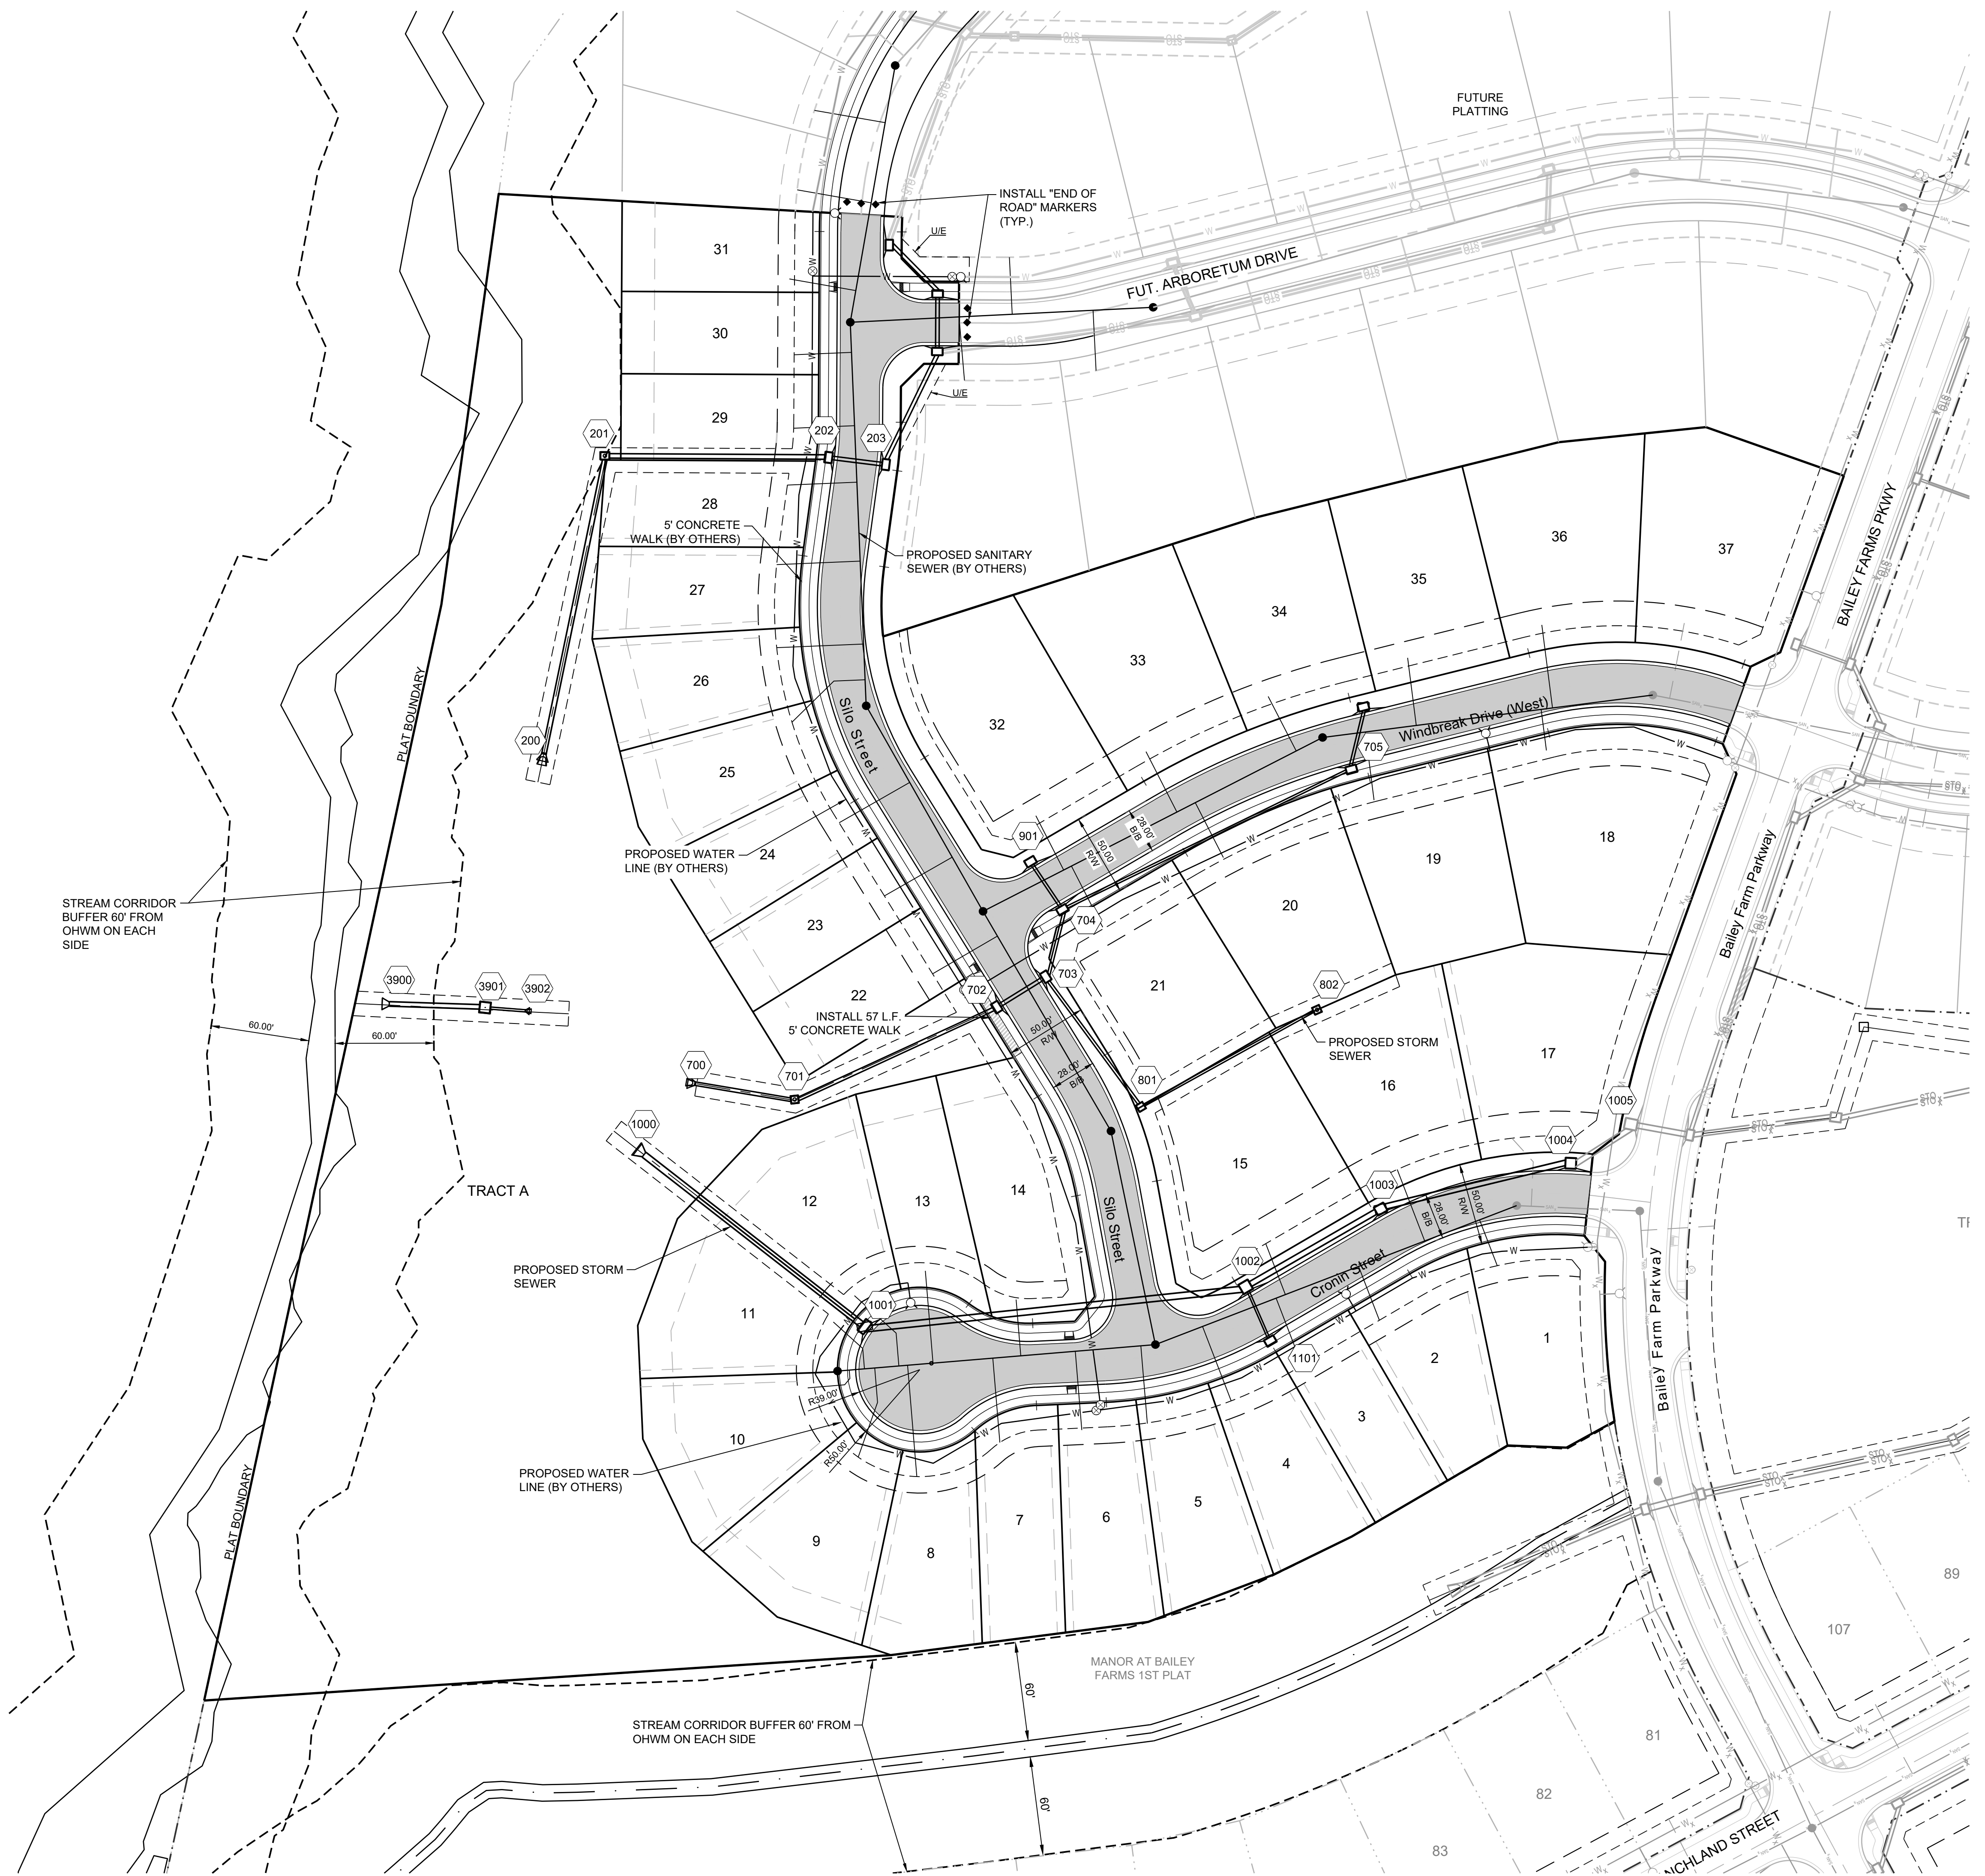 FUTURE
PLATTING
INSTALL "END OF
ROAD" MARKERS
(TYP.)
U/E
FUT. ARBORETUM DRIVE
U/E
31
30
29
201
202
203
28
5' CONCRETE
WALK (BY OTHERS)
PROPOSED SANITARY
SEWER (BY OTHERS)
27
26
25
24
23
22
200
PLAT BOUNDARY
Silo Street
32
33
34
35
36
37
BAILEY FARMS PKWY
Windbreak Drive (West)
705
901
50.00
R/W
28.00'
B/B
PROPOSED WATER
LINE (BY OTHERS)
STREAM CORRIDOR
BUFFER 60' FROM
OHWM ON EACH
SIDE
18
19
20
21
Bailey Farm Parkway
704
703
702
802
INSTALL 57 L.F.
5' CONCRETE WALK
50.00'
R/W
28.00'
B/B
3900
3901
3902
60.00'
60.00'
PROPOSED STORM
SEWER
700
701
801
17
16
15
1000
1005
1004
1003
50.00'
R/W
28.00'
B/B
TRACT A
12
13
14
Silo Street
1002
Cronin Street
PROPOSED STORM
SEWER
11
1001
1101
1
2
3
4
5
6
7
8
9
10
R39.00'
R50.00'
Bailey Farm Parkway
PROPOSED WATER
LINE (BY OTHERS)
PLAT BOUNDARY
MANOR AT BAILEY
FARMS 1ST PLAT
60'
60'
STREAM CORRIDOR BUFFER 60' FROM
OHWM ON EACH SIDE
89
107
81
82
83
NCHLAND STREET